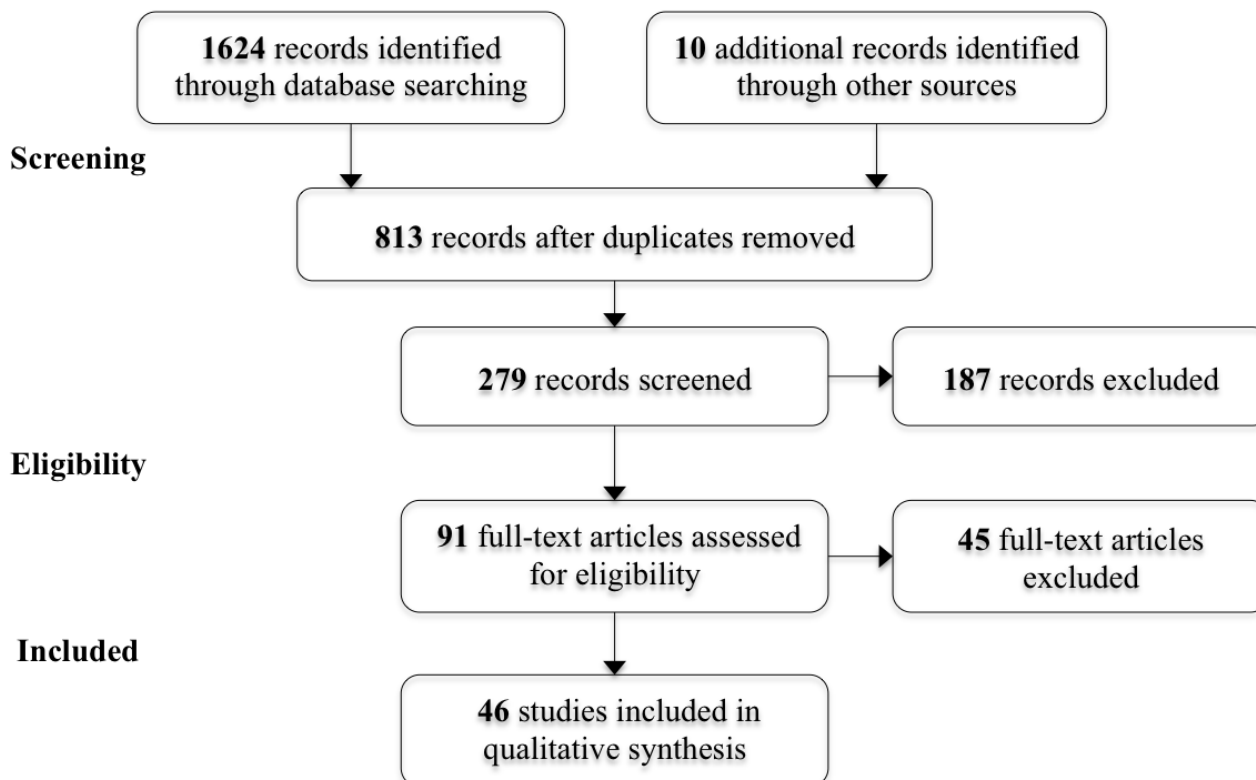 1624 records identified
through database searching
10 additional records identified
through other sources
Screening
813 records after duplicates removed
279 records screened
187 records excluded
Eligibility
91 full-text articles assessed
for eligibility
45 full-text articles
excluded
Included
46 studies included in
qualitative synthesis